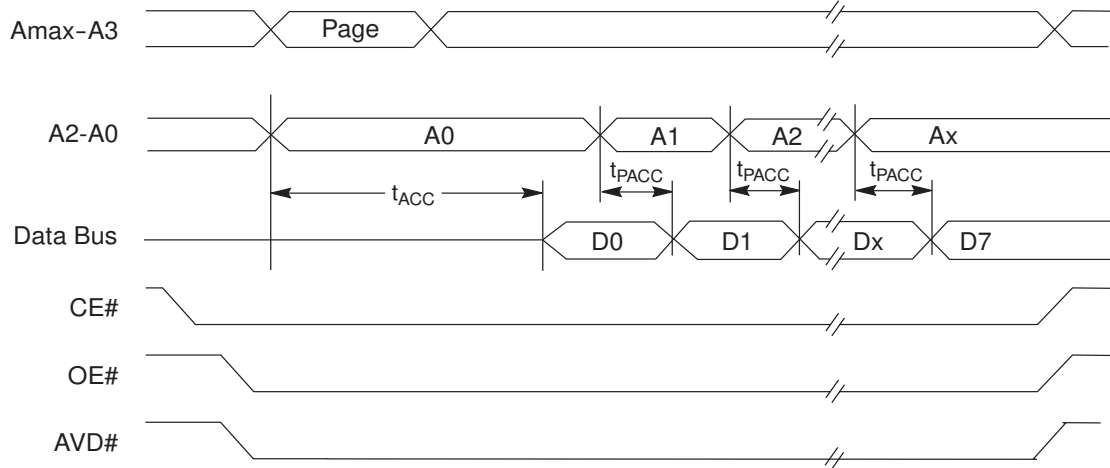 Amax-A3 Page
A2-A0 A0 A1 A2 Ax
tACC tPACC tPACC tPACC
Data Bus D0 D1 Dx D7
CE#
OE#
AVD#